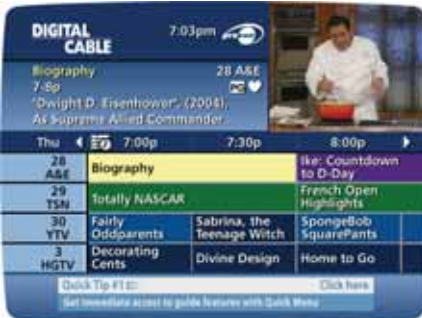 DIGITAL CABLE
7:03pm
Biography
28 A&E
7-8p
PG
"Dwight D. Eisenhower", (2004),
As Supreme Allied Commander.
Thu 7:00p 7:30p 8:00p
28 A&E
Biography
Ike: Countdown to D-Day
29 TSN
Totally NASCAR
French Open Highlights
30 YTV
Fairly Oddparents
Sabrina, the Teenage Witch
SpongeBob SquarePants
3 HGTV
Decorating Cents
Divine Design
Home to Go
Quick Tip #1
Click here
Get immediate access to guide features with Quick Menu